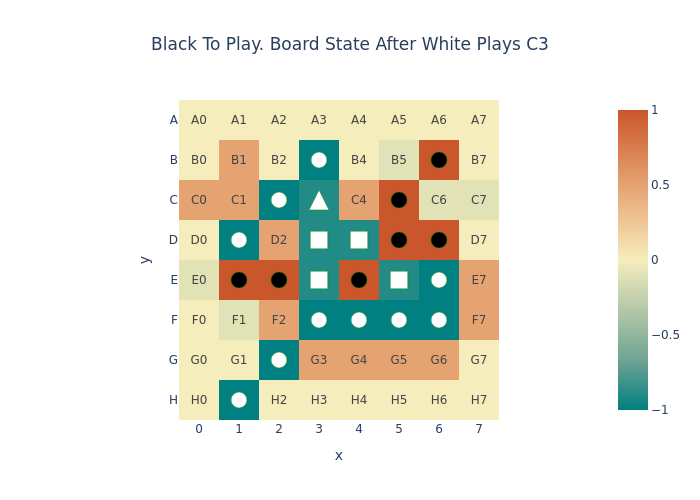 Black To Play. Board State After White Plays C3
A A0 A1 A2 A3 A4 A5 A6 A7
B B0 B1 B2 B4 B5 B7
C C0 C1 C4 C6 C7
D D0 D2 D7
E E0 E7
F F0 F1 F2 F7
G G0 G1 G3 G4 G5 G6 G7
H H0 H2 H3 H4 H5 H6 H7
0 1 2 3 4 5 6 7
x
y
1
0.5
0
−0.5
−1